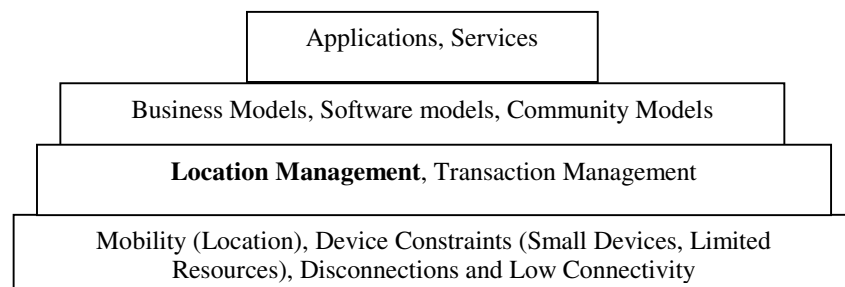 Applications, Services
Business Models, Software models, Community Models
Location Management, Transaction Management
Mobility (Location), Device Constraints (Small Devices, Limited
Resources), Disconnections and Low Connectivity